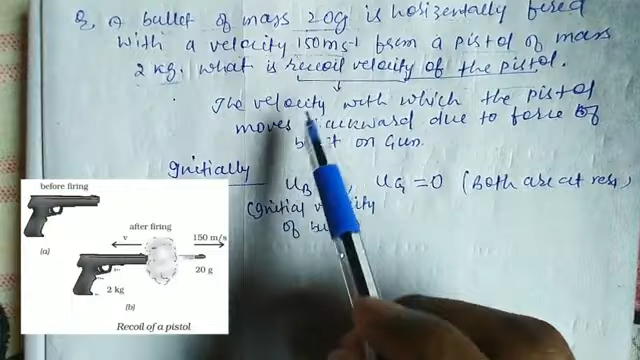 Q. A bullet of mass 20g is horizontally fired
with a velocity 150ms-1 from a pistol of mass
2 kg. what is recoil velocity of the pistol.
The velocity with which the pistol
moves backward due to force of
on Gun.
Initially
uB , uG = 0 (Both are at rest)
(Initial velocity
of
before firing
(a)
after firing
v 150 m/s
20 g
2 kg
(b)
Recoil of a pistol